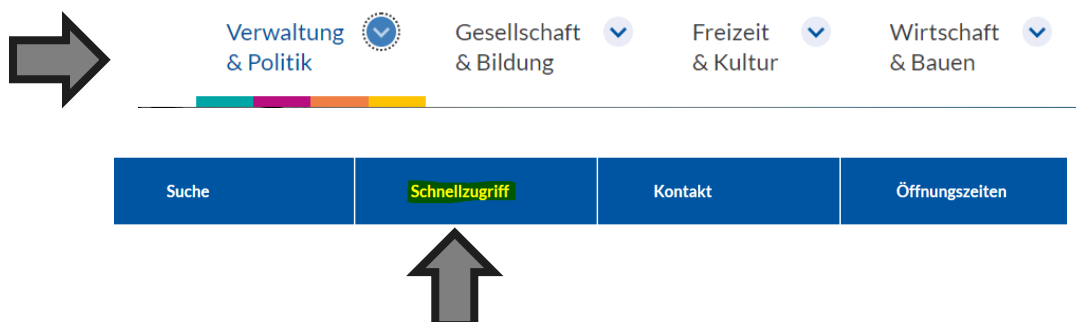 Verwaltung & Politik
Gesellschaft & Bildung
Freizeit & Kultur
Wirtschaft & Bauen
Suche
Schnellzugriff
Kontakt
Öffnungszeiten